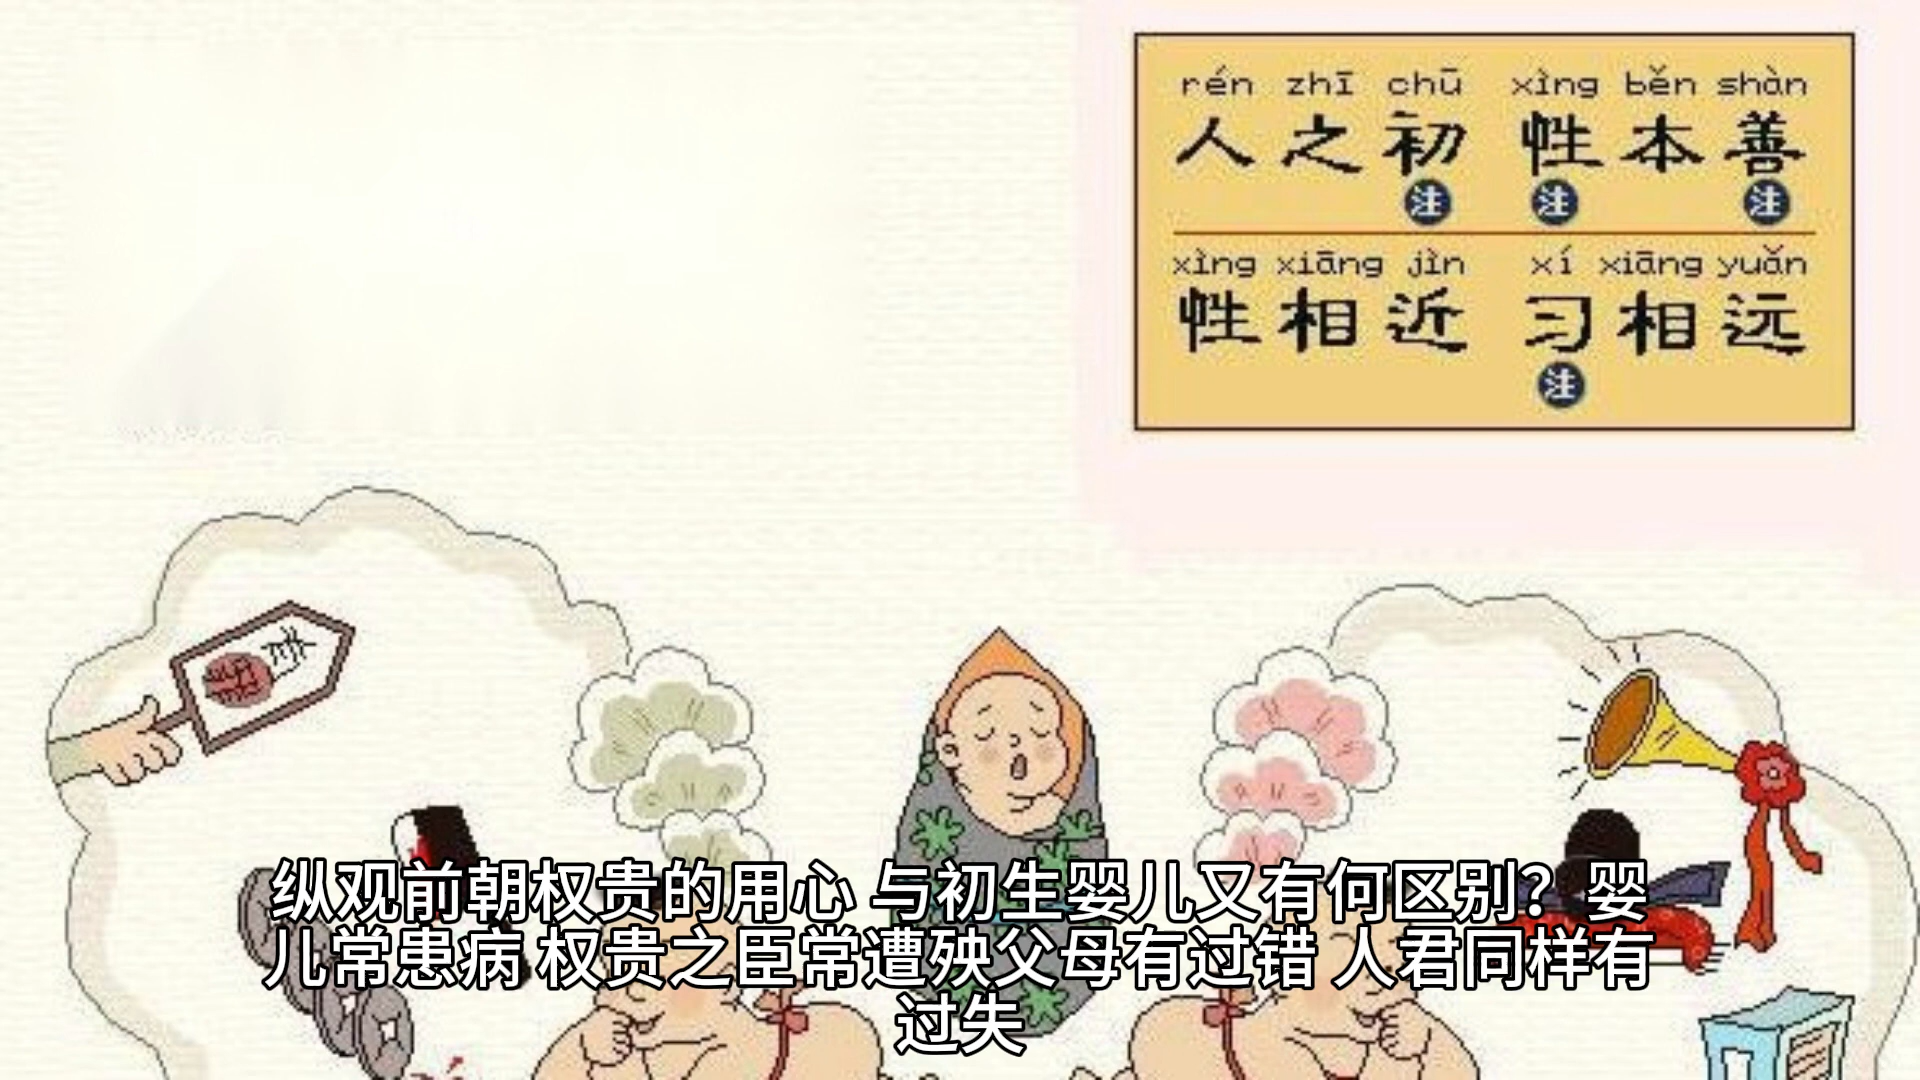 rén zhī chū xìng běn shàn
人之初 性本善
注 注 注
xìng xiāng jìn xí xiāng yuǎn
性相近 习相远
注
纵观前朝权贵的用心 与初生婴儿又有何区别？婴
儿常患病 权贵之臣常遭殃父母有过错 人君同样有
过失